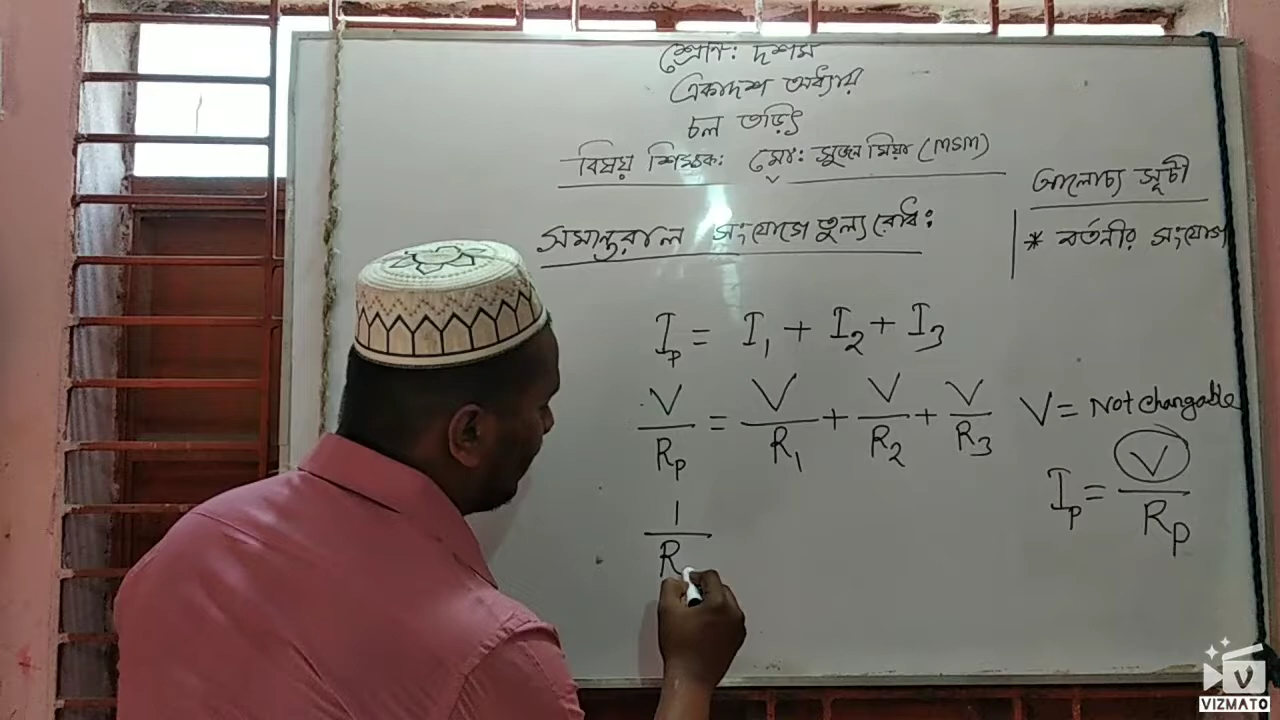 শ্রেণি: দশম
একাদশ অধ্যায়
চল তড়িৎ
বিষয় শিক্ষক: মো: সুজন মিয়া (MSM)
আলোচ্য সূচী
* বর্তনীর সংযোগ
সমান্তরাল সংযোগে তুল্য রোধ:
I_p = I_1 + I_2 + I_3
V/R_p = V/R_1 + V/R_2 + V/R_3
V = Not changable
I_p = V/R_p
1/R
VIZMATO